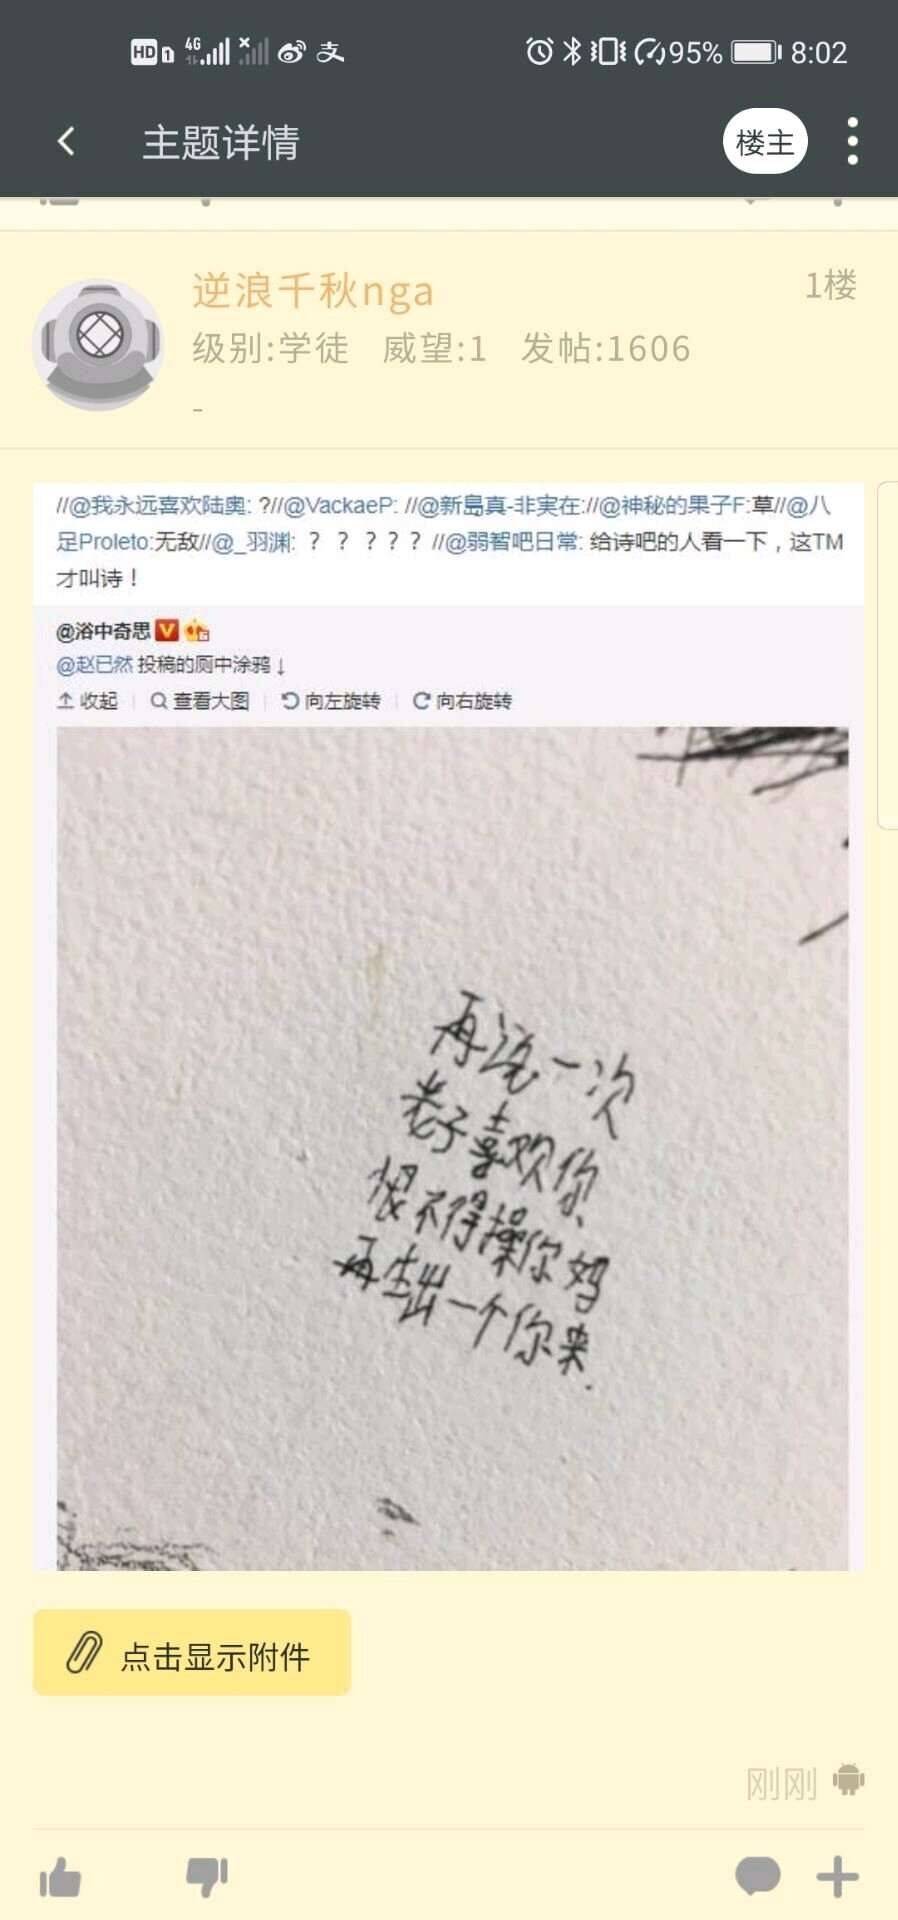 HD 1 4G 支 95% 8:02
主题详情 楼主
逆浪千秋nga 1楼
级别:学徒 威望:1 发帖:1606
-
//@我永远喜欢陆奥: ?//@VackaeP: //@新島真-非実在://@神秘的果子F:草//@八
足Proleto:无敌//@_羽渊: ？？？？？//@弱智吧日常: 给诗吧的人看一下，这TM
才叫诗！
@浴中奇思
@赵已然 投稿的厕中涂鸦↓
收起 查看大图 向左旋转 向右旋转
再说一次
老子喜欢你
恨不得操你妈
再生出一个你来.
点击显示附件
刚刚